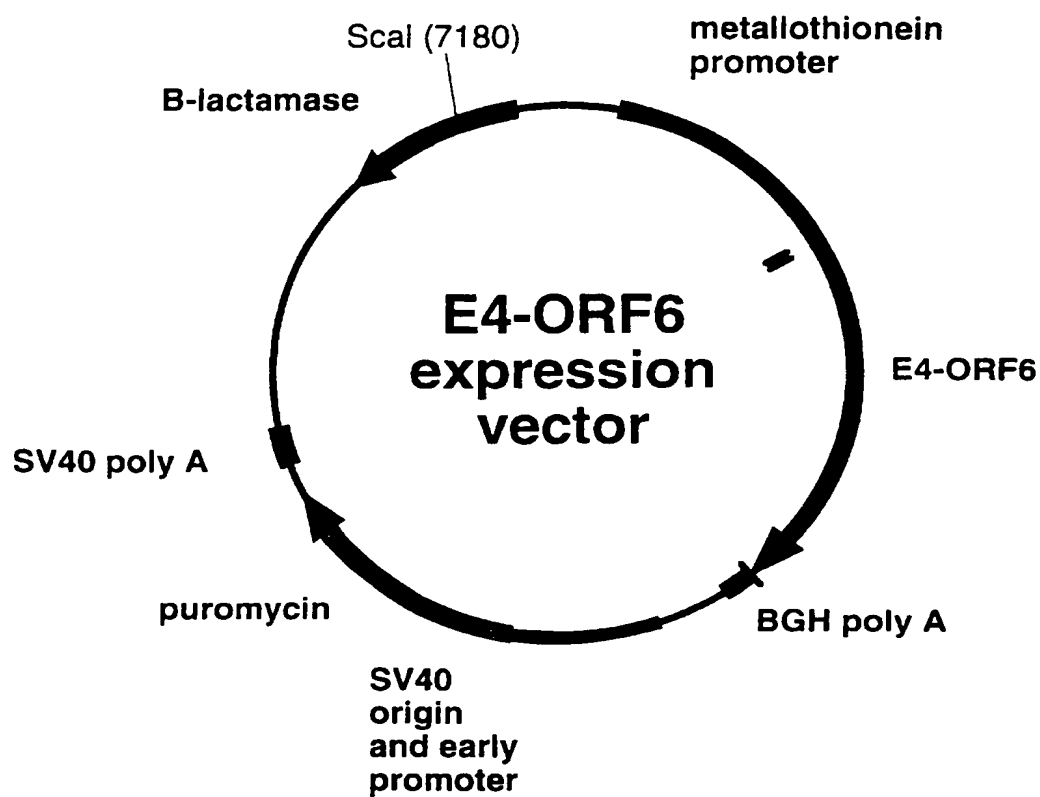 ScaI (7180)
metallothionein
promoter
B-lactamase
E4-ORF6
expression
vector
E4-ORF6
SV40 poly A
puromycin
BGH poly A
SV40
origin
and early
promoter